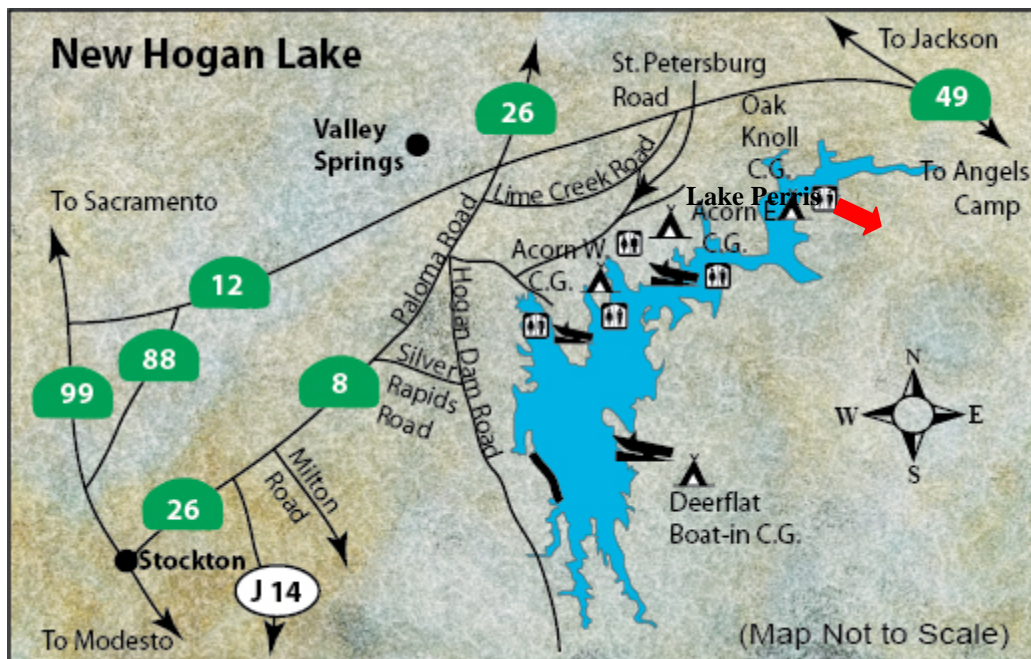 New Hogan Lake
To Jackson
49
St. Petersburg
Road
26
Oak
Knoll
C.G.
Valley
Springs
Lime Creek Road
To Angels
Camp
Lake Perris
To Sacramento
Acorn E
C.G.
Acorn W
C.G.
Paloma Road
Hogan Dam Road
12
88
99
8
Silver
Rapids
Road
N
W
E
S
Milton
Road
Deerflat
Boat-in C.G.
26
Stockton
J 14
To Modesto
(Map Not to Scale)